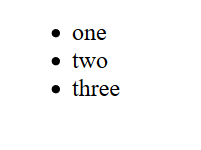 • one
• two
• three